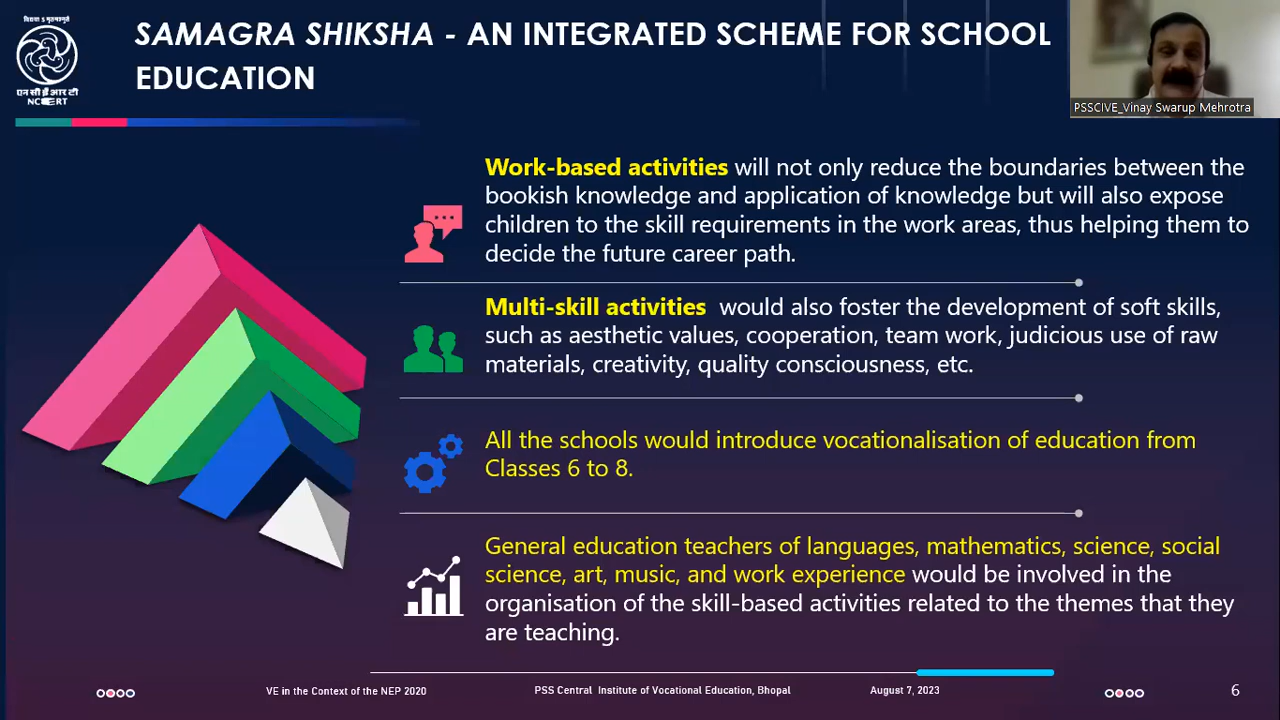 SAMAGRA SHIKSHA - AN INTEGRATED SCHEME FOR SCHOOL
EDUCATION
एन सी ई आर टी
NCERT
PSSCIVE_Vinay Swarup Mehrotra
Work-based activities will not only reduce the boundaries between the
bookish knowledge and application of knowledge but will also expose
children to the skill requirements in the work areas, thus helping them to
decide the future career path.
Multi-skill activities would also foster the development of soft skills,
such as aesthetic values, cooperation, team work, judicious use of raw
materials, creativity, quality consciousness, etc.
All the schools would introduce vocationalisation of education from
Classes 6 to 8.
General education teachers of languages, mathematics, science, social
science, art, music, and work experience would be involved in the
organisation of the skill-based activities related to the themes that they
are teaching.
VE in the Context of the NEP 2020
PSS Central Institute of Vocational Education, Bhopal
August 7, 2023
6